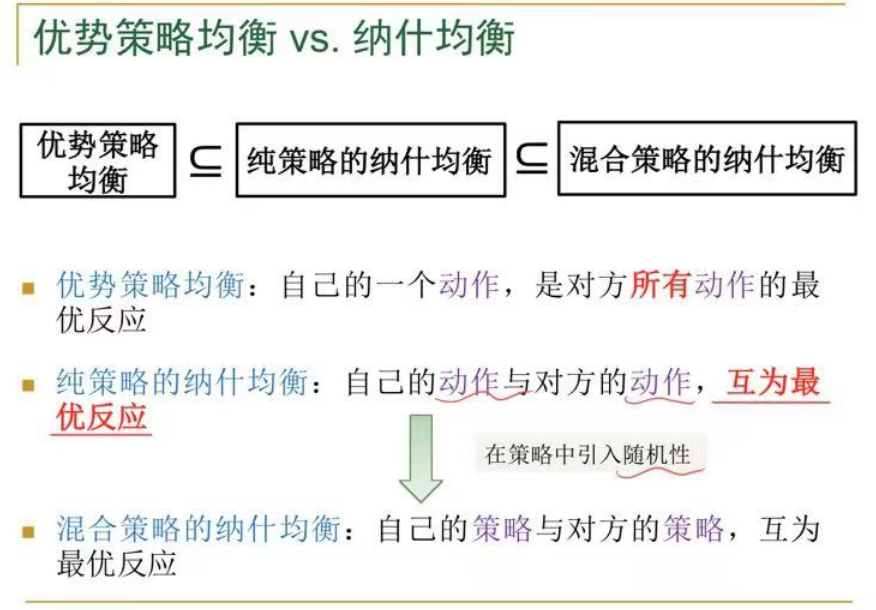 优势策略均衡 vs. 纳什均衡
优势策略
均衡
⊆
纯策略的纳什均衡
⊆
混合策略的纳什均衡
优势策略均衡：自己的一个动作，是对方所有动作的最
优反应
纯策略的纳什均衡：自己的动作与对方的动作，互为最
优反应
在策略中引入随机性
混合策略的纳什均衡：自己的策略与对方的策略，互为
最优反应